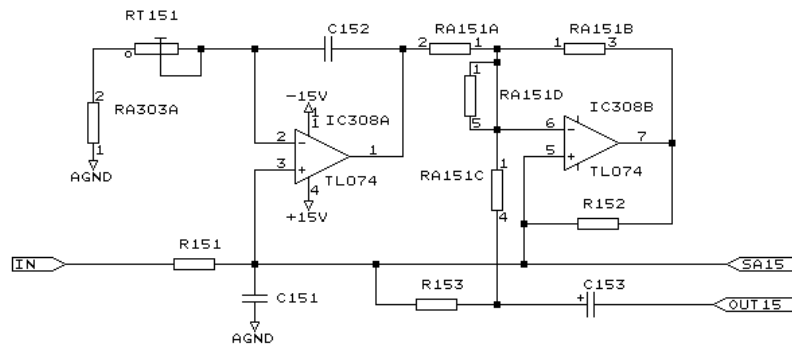 RT151
C152
RA151A
RA151B
2
1
1
3
2
RA303A
1
AGND
-15V
1
1
IC308A
2
3
1
TL074
4
+15V
1
RA151D
5
IC308B
6
5
7
TL074
1
RA151C
4
R152
IN
R151
SA15
C151
AGND
R153
+
C153
OUT15